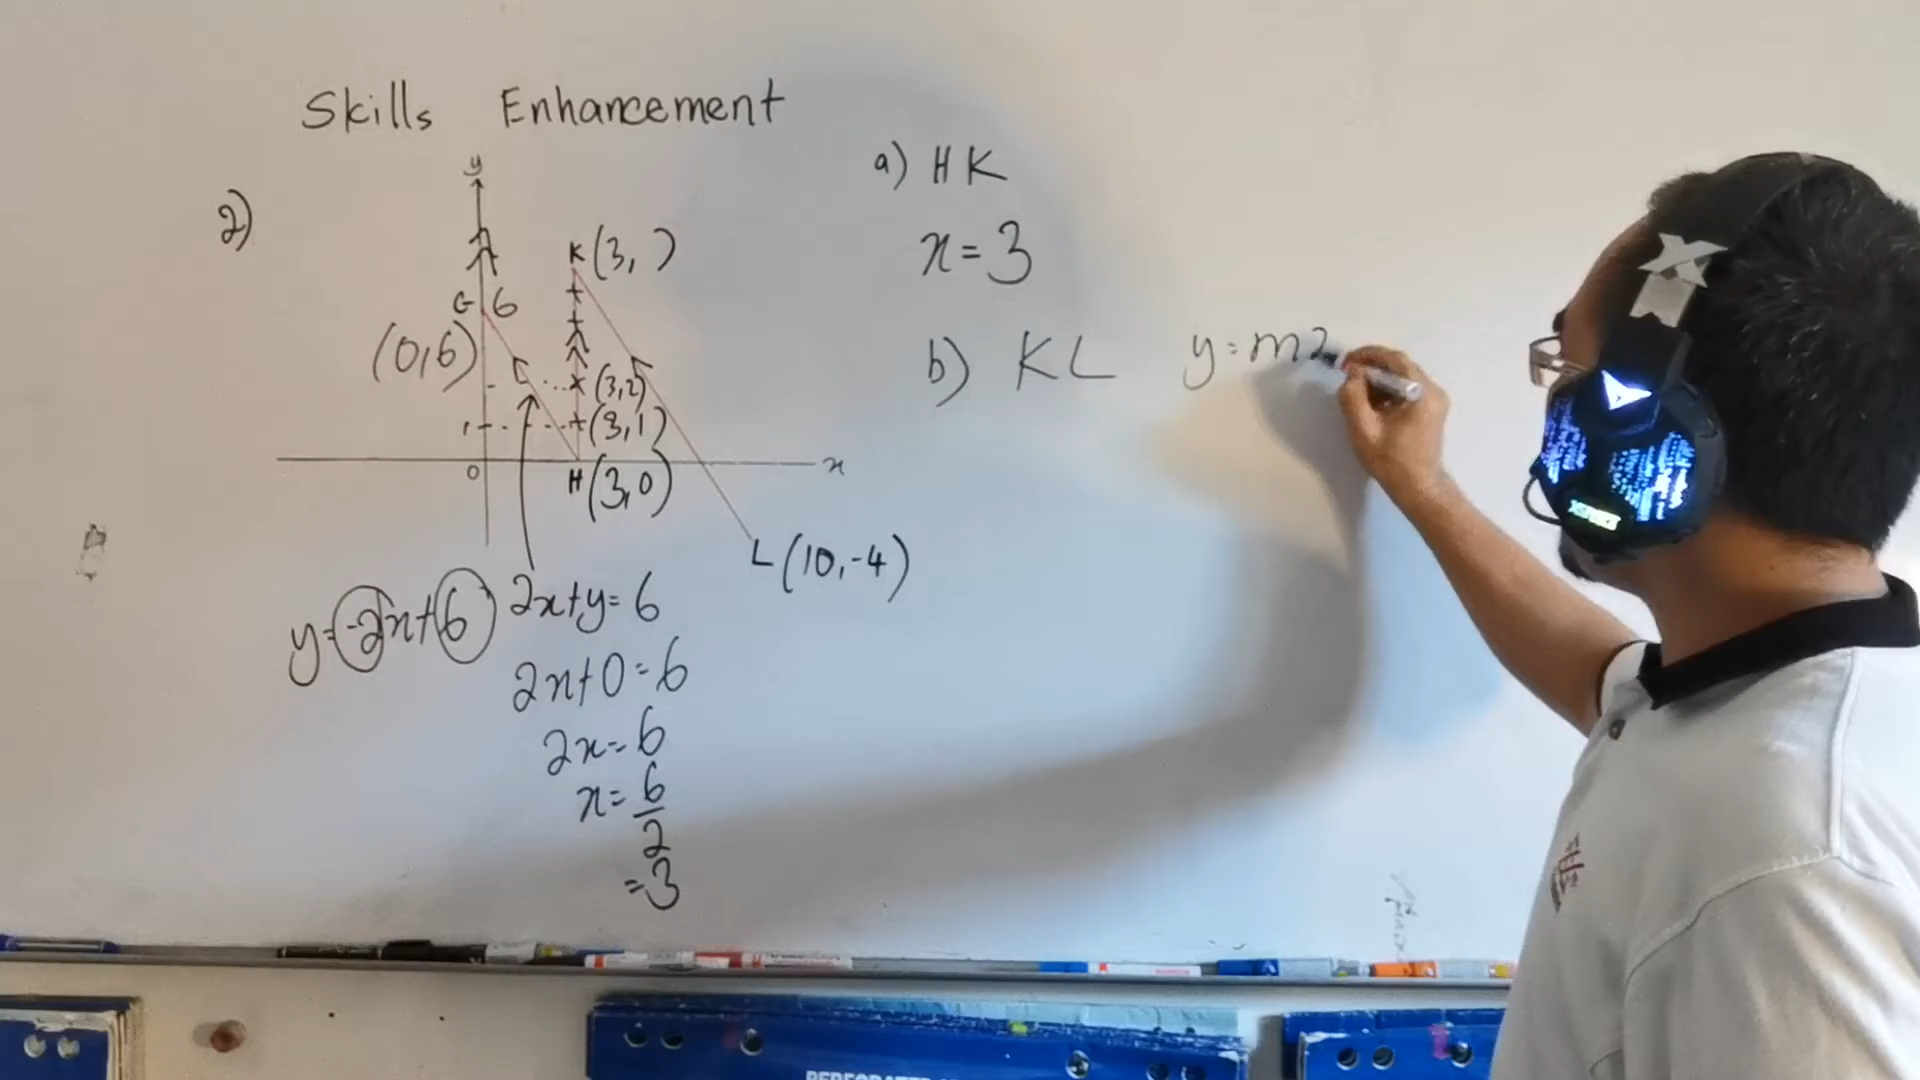 Skills Enhancement
2)
y
K(3, )
G 6
(0,6)
(3,2)
1
(3,1)
0
x
H(3,0)
L(10,-4)
y=-2x+6
2x+y=6
2x+0=6
2x=6
x=6/2
=3
a) HK
x=3
b) KL y=m